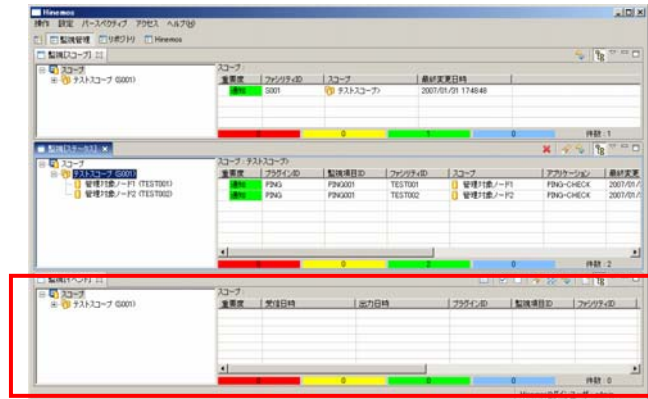 Hinemos
操作 設定 パースペクティブ アクセス ヘルプ(H)
監視管理 リポジトリ Hinemos
監視[スコープ]
スコープ
テストスコープ (S001)
スコープ:
重要度 ファシリティID スコープ 最終変更日時
通知 S001 テストスコープ> 2007/01/31 17:48:48
0 0 1 0 件数 : 1
監視[ステータス]
スコープ
テストスコープ (S001)
管理対象ノード1 (TEST001)
管理対象ノード2 (TEST002)
スコープ : テストスコープ>
重要度 プラグインID 監視項目ID ファシリティID スコープ アプリケーション 最終変更
通知 PING PING001 TEST001 管理対象ノード1 PING-CHECK 2007/01/
通知 PING PING001 TEST002 管理対象ノード2 PING-CHECK 2007/01/
0 0 2 0 件数 : 2
監視[イベント]
スコープ
テストスコープ (S001)
スコープ:
重要度 受信日時 出力日時 プラグインID 監視項目ID ファシリティID
0 0 0 0 件数 : 0